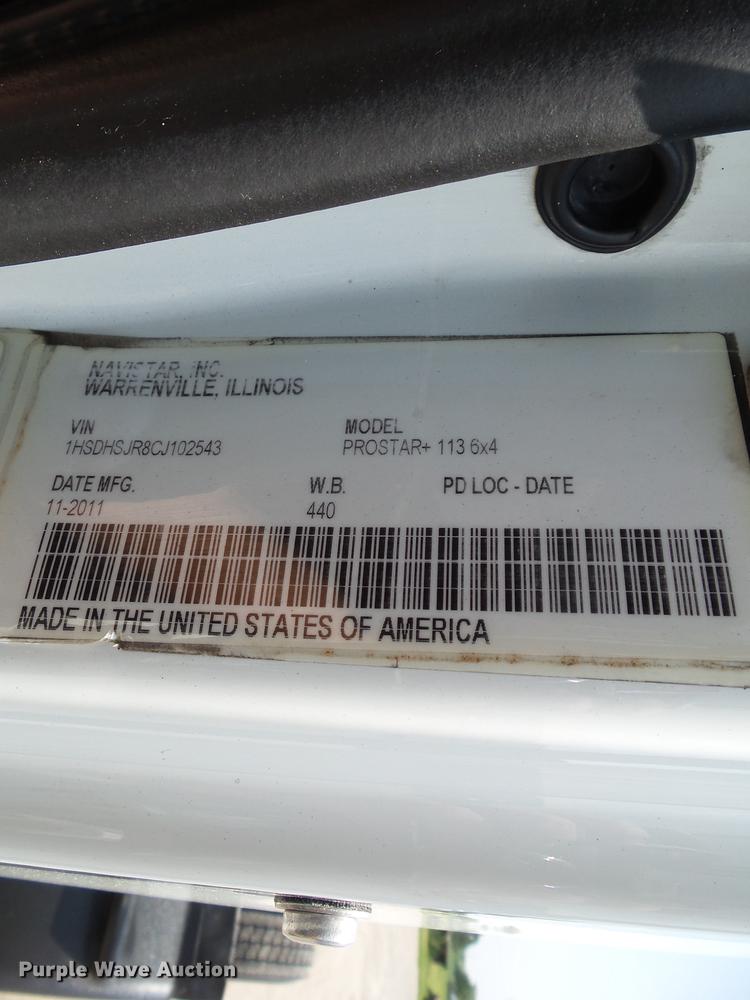 NAVISTAR, INC.
WARRENVILLE, ILLINOIS
VIN MODEL
1HSDHSJR8CJ102543 PROSTAR+ 113 6x4
DATE MFG. W.B. PD LOC - DATE
11-2011 440
MADE IN THE UNITED STATES OF AMERICA
Purple Wave Auction